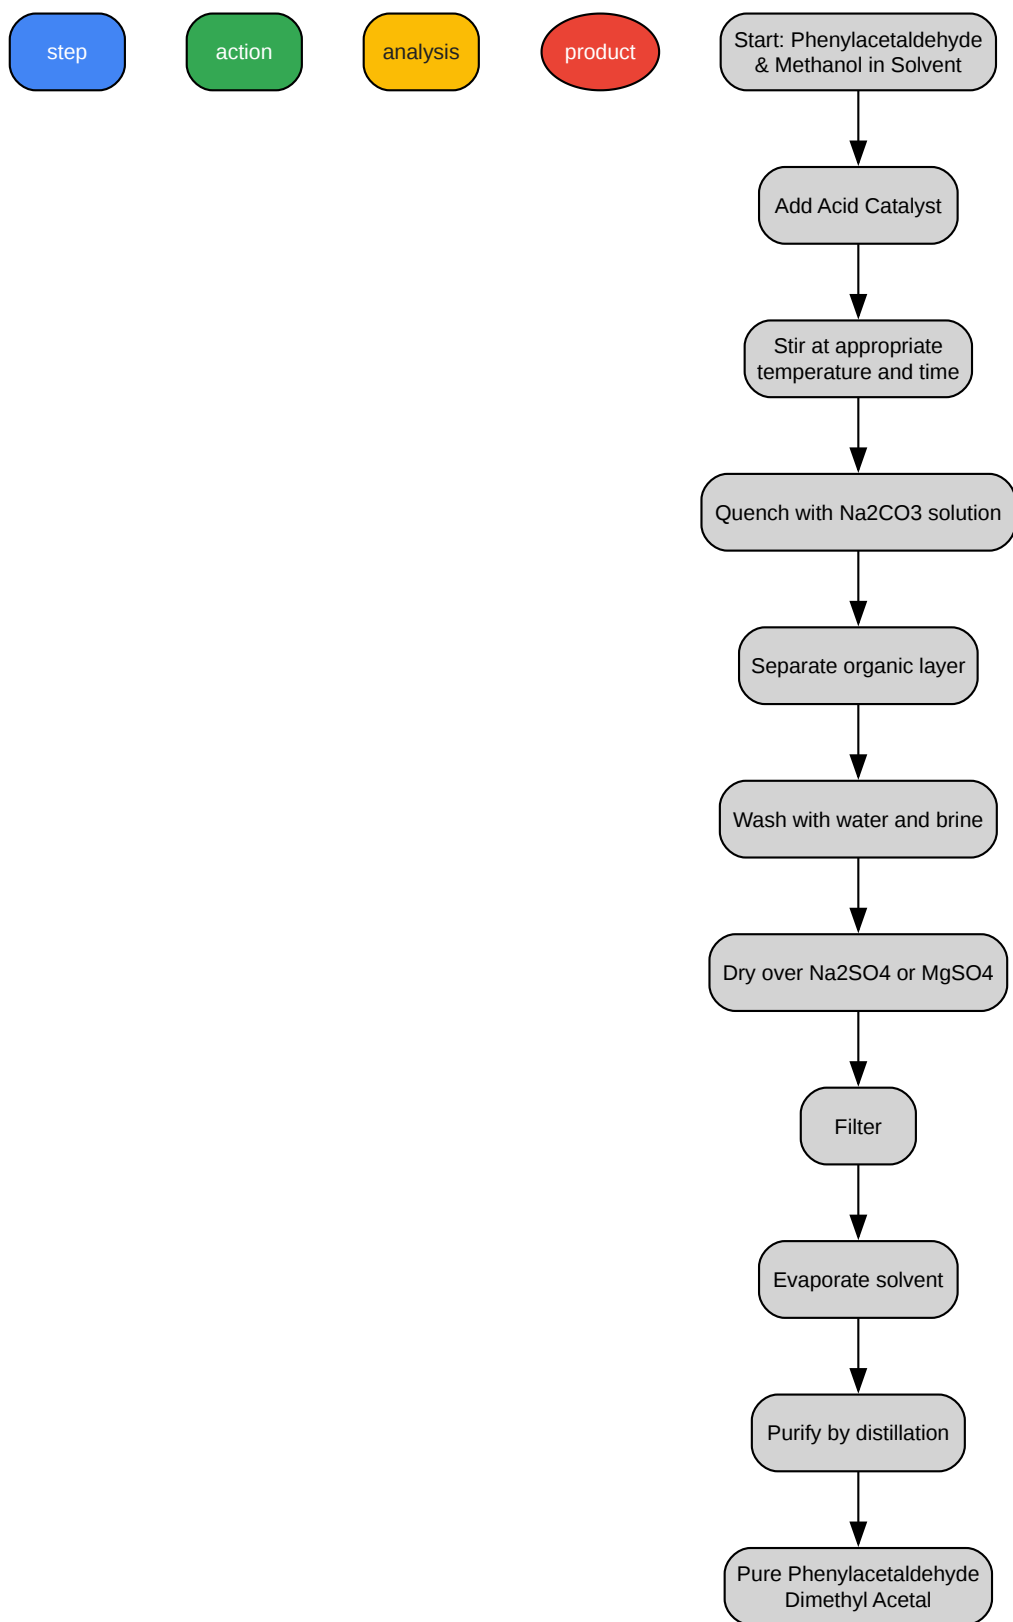 step
action
analysis
product
Start: Phenylacetaldehyde
& Methanol in Solvent
Add Acid Catalyst
Stir at appropriate
temperature and time
Quench with Na2CO3 solution
Separate organic layer
Wash with water and brine
Dry over Na2SO4 or MgSO4
Filter
Evaporate solvent
Purify by distillation
Pure Phenylacetaldehyde
Dimethyl Acetal